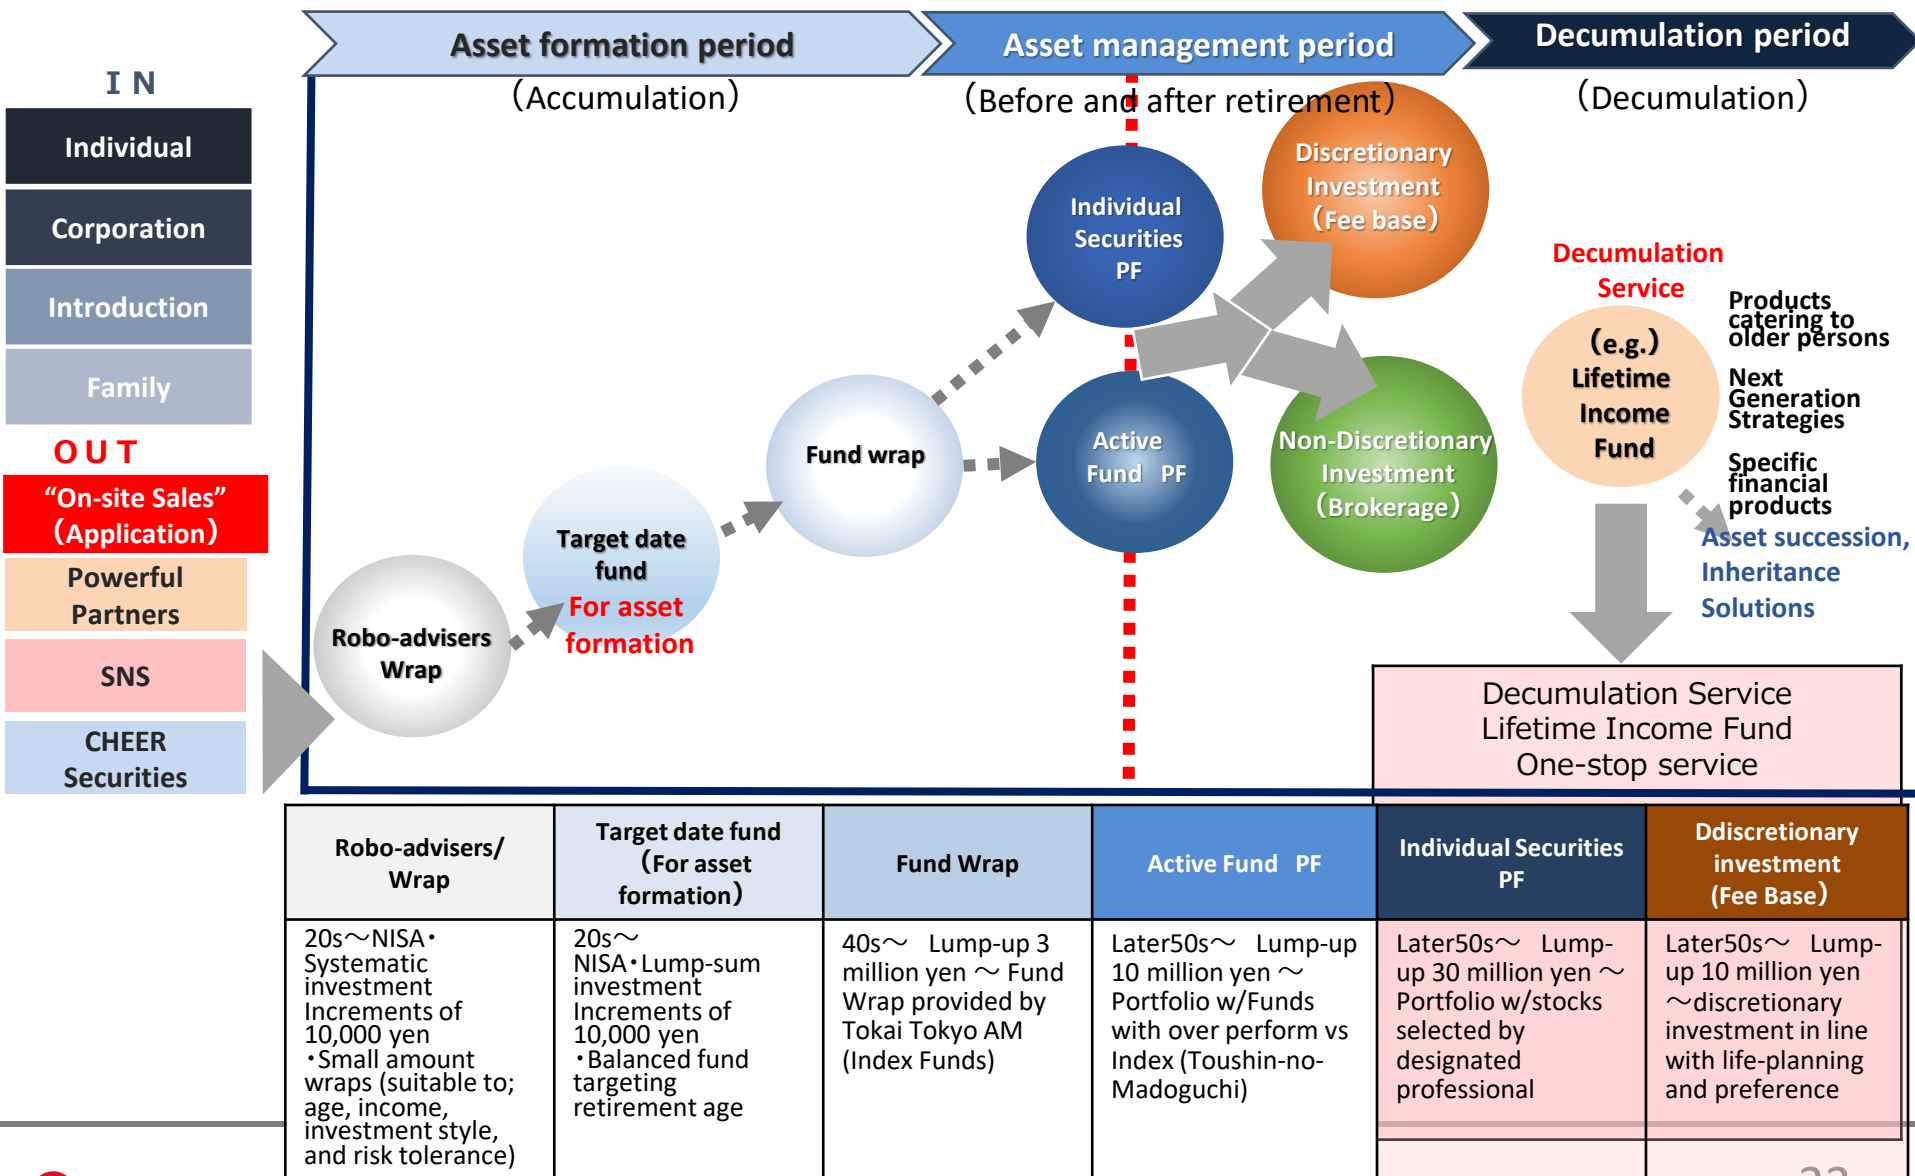 Asset formation period
Asset management period
Decumulation period
(Accumulation)
(Before and after retirement)
(Decumulation)
I N
Individual
Corporation
Introduction
Family
O U T
“On-site Sales”
(Application)
Powerful
Partners
SNS
CHEER
Securities
Robo-advisers
Wrap
Target date
fund
For asset
formation
Fund wrap
Individual
Securities
PF
Active
Fund PF
Discretionary
Investment
(Fee base)
Non-Discretionary
Investment
(Brokerage)
Decumulation
Service
(e.g.)
Lifetime
Income
Fund
Products
catering to
older persons
Next
Generation
Strategies
Specific
financial
products
Asset succession,
Inheritance
Solutions
Decumulation Service
Lifetime Income Fund
One-stop service
Robo-advisers/
Wrap
Target date fund
(For asset
formation)
Fund Wrap
Active Fund PF
Individual Securities
PF
Ddiscretionary
investment
(Fee Base)
20s～NISA・
Systematic
investment
Increments of
10,000 yen
・Small amount
wraps (suitable to;
age, income,
investment style,
and risk tolerance)
20s～
NISA・Lump-sum
investment
Increments of
10,000 yen
・Balanced fund
targeting
retirement age
40s～ Lump-up 3
million yen ～ Fund
Wrap provided by
Tokai Tokyo AM
(Index Funds)
Later50s～ Lump-up
10 million yen ～
Portfolio w/Funds
with over perform vs
Index (Toushin-no-
Madoguchi)
Later50s～ Lump-
up 30 million yen ～
Portfolio w/stocks
selected by
designated
professional
Later50s～ Lump-
up 10 million yen
～discretionary
investment in line
with life-planning
and preference